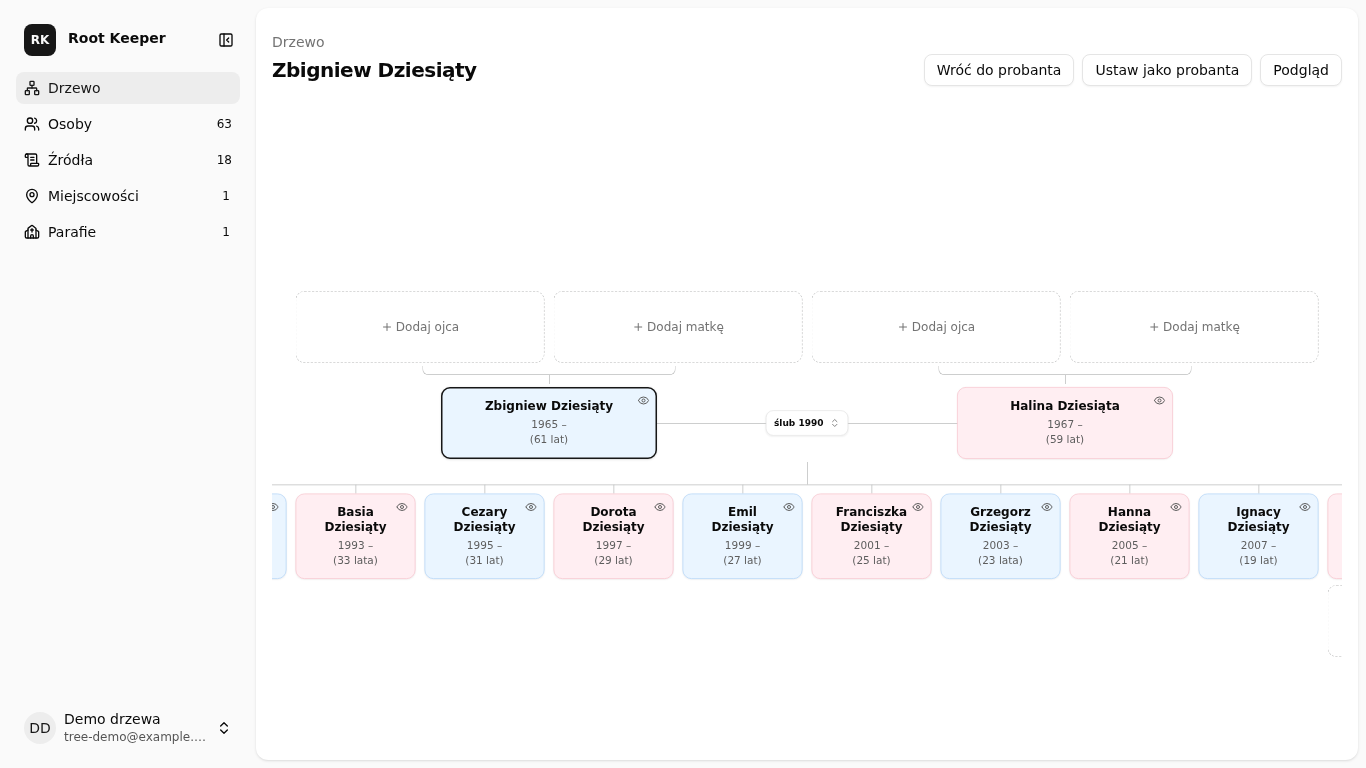 RK
Root Keeper
Drzewo
Osoby
63
Źródła
18
Miejscowości
1
Parafie
1
Demo drzewa
DD
tree-demo@example....
Drzewo
Zbigniew Dziesiąty
Wróć do probanta
Ustaw jako probanta
Podgląd
+ Dodaj ojca
+ Dodaj matkę
+ Dodaj ojca
+ Dodaj matkę
Zbigniew Dziesiąty
1965 –
(61 lat)
ślub 1990
Halina Dziesiąta
1967 –
(59 lat)
Basia
Dziesiąty
1993 –
(33 lata)
Cezary
Dziesiąty
1995 –
(31 lat)
Dorota
Dziesiąty
1997 –
(29 lat)
Emil
Dziesiąty
1999 –
(27 lat)
Franciszka
Dziesiąty
2001 –
(25 lat)
Grzegorz
Dziesiąty
2003 –
(23 lata)
Hanna
Dziesiąty
2005 –
(21 lat)
Ignacy
Dziesiąty
2007 –
(19 lat)